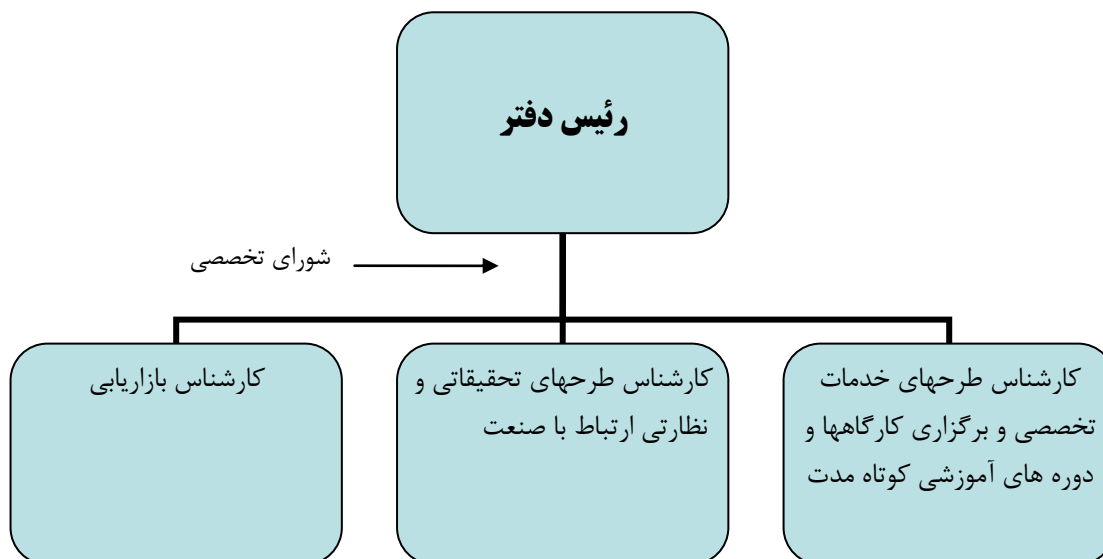 رئیس دفتر
شورای تخصصی
کارشناس طرحهای خدمات
تخصصی و برگزاری کارگاهها و
دوره های آموزشی کوتاه مدت
کارشناس طرحهای تحقیقاتی و
نظارتی ارتباط با صنعت
کارشناس بازاریابی